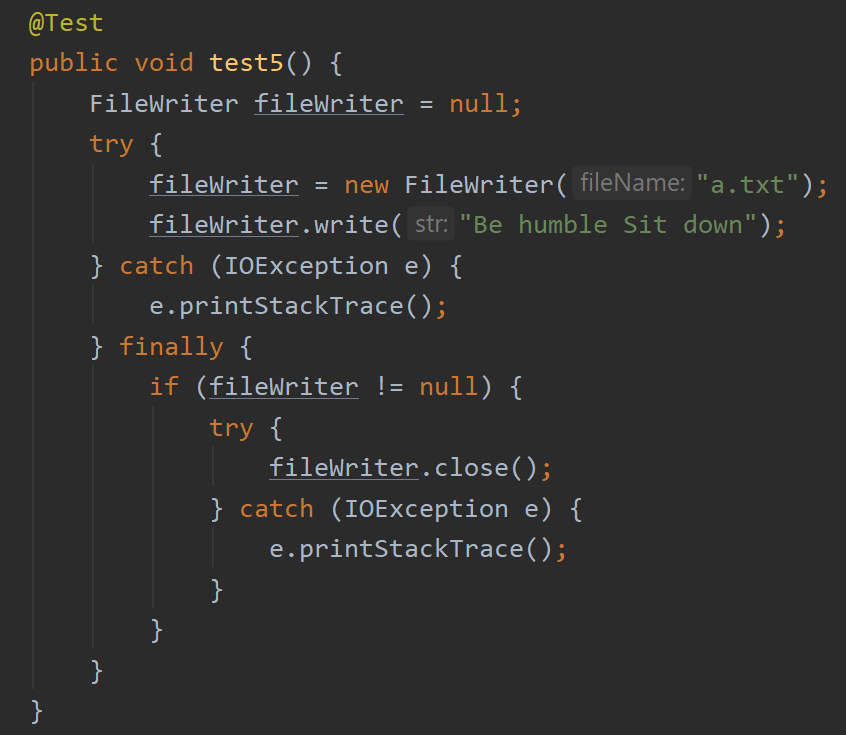 @Test
public void test5() {
FileWriter fileWriter = null;
try {
fileWriter = new FileWriter( fileName: "a.txt");
fileWriter.write( str: "Be humble Sit down");
} catch (IOException e) {
e.printStackTrace();
} finally {
if (fileWriter != null) {
try {
fileWriter.close();
} catch (IOException e) {
e.printStackTrace();
}
}
}
}